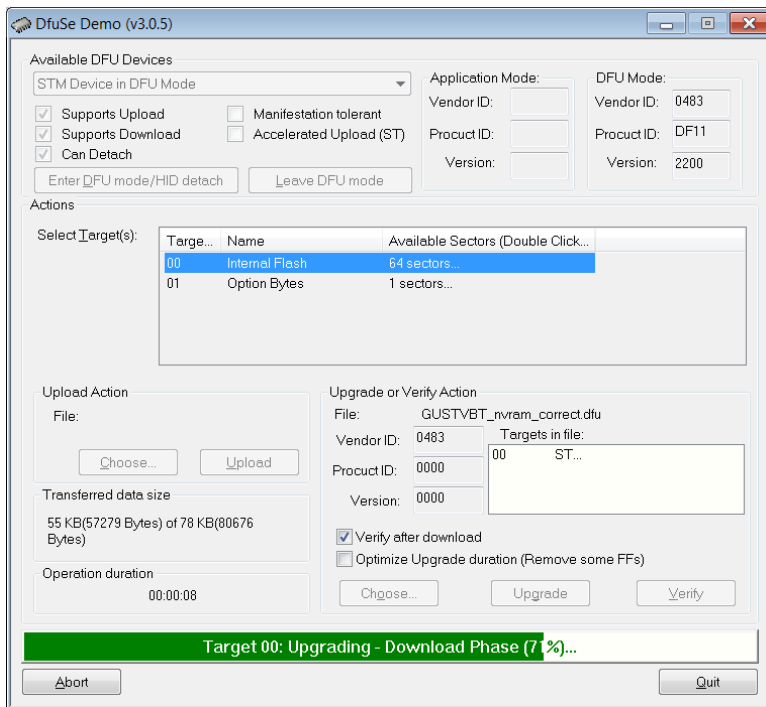 DfuSe Demo (v3.0.5)
Available DFU Devices
STM Device in DFU Mode
Supports Upload
Manifestation tolerant
Supports Download
Accelerated Upload (ST)
Can Detach
Enter DFU mode/HID detach
Leave DFU mode
Application Mode:
Vendor ID:
Procuct ID:
Version:
DFU Mode:
Vendor ID: 0483
Procuct ID: DF11
Version: 2200
Actions
Select Target(s):
Targe... Name Available Sectors (Double Click...
00 Internal Flash 64 sectors...
01 Option Bytes 1 sectors...
Upload Action
File:
Choose... Upload
Transferred data size
55 KB(57279 Bytes) of 78 KB(80676
Bytes)
Operation duration
00:00:08
Upgrade or Verify Action
File: GUSTVBT_nvram_correct.dfu
Vendor ID: 0483
Procuct ID: 0000
Version: 0000
Targets in file:
00 ST...
Verify after download
Optimize Upgrade duration (Remove some FFs)
Choose... Upgrade Verify
Target 00: Upgrading - Download Phase (71%)...
Abort Quit